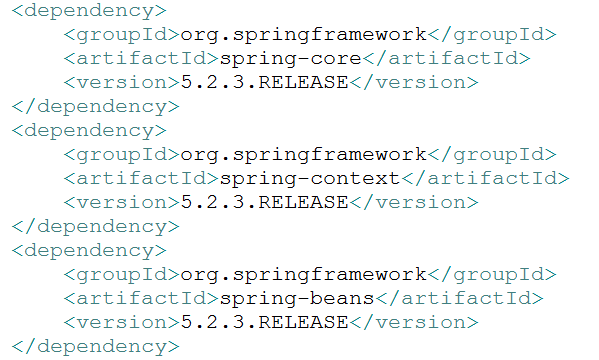 <dependency>
    <groupId>org.springframework</groupId>
    <artifactId>spring-core</artifactId>
    <version>5.2.3.RELEASE</version>
</dependency>
<dependency>
    <groupId>org.springframework</groupId>
    <artifactId>spring-context</artifactId>
    <version>5.2.3.RELEASE</version>
</dependency>
<dependency>
    <groupId>org.springframework</groupId>
    <artifactId>spring-beans</artifactId>
    <version>5.2.3.RELEASE</version>
</dependency>